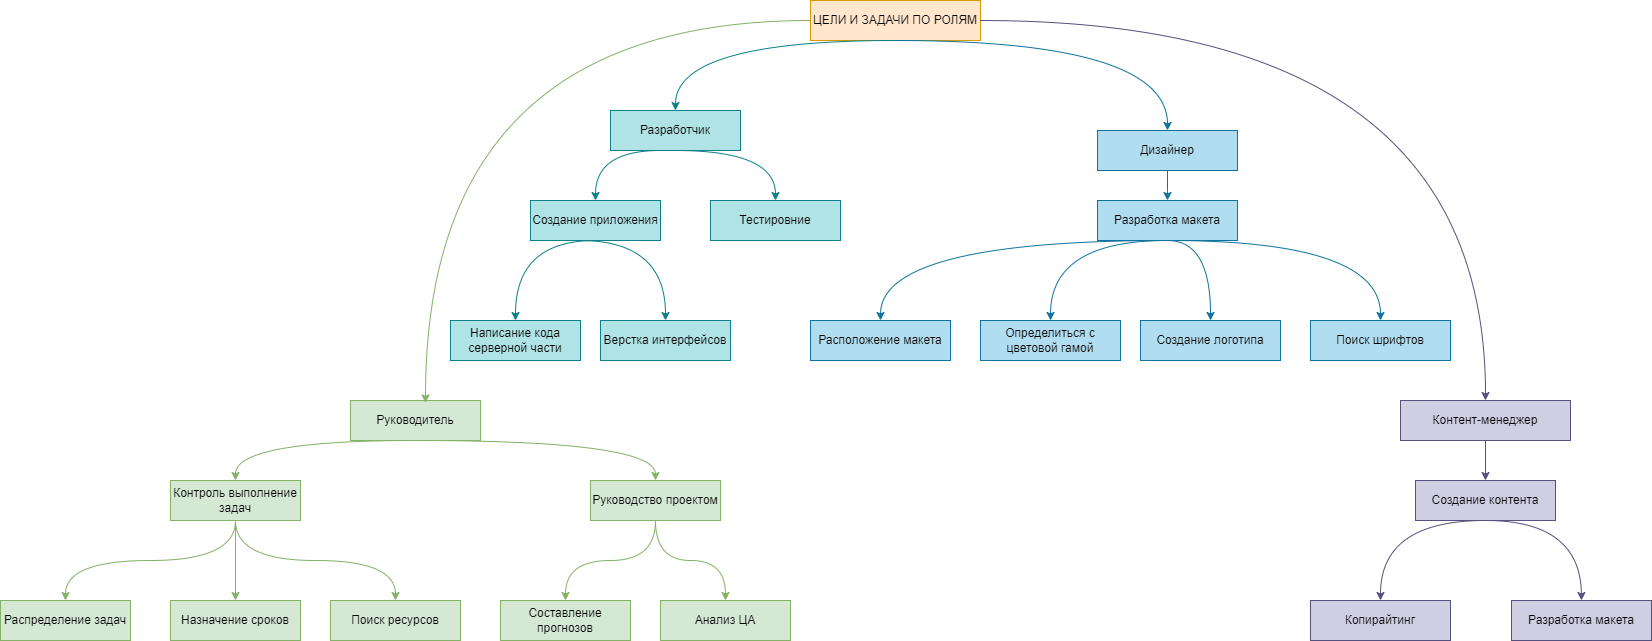 ЦЕЛИ И ЗАДАЧИ ПО РОЛЯМ
Разработчик
Дизайнер
Создание приложения
Тестировние
Разработка макета
Написание кода
серверной части
Верстка интерфейсов
Расположение макета
Определиться с
цветовой гамой
Создание логотипа
Поиск шрифтов
Руководитель
Контент-менеджер
Контроль выполнение
задач
Руководство проектом
Создание контента
Распределение задач
Назначение сроков
Поиск ресурсов
Составление
прогнозов
Анализ ЦА
Копирайтинг
Разработка макета